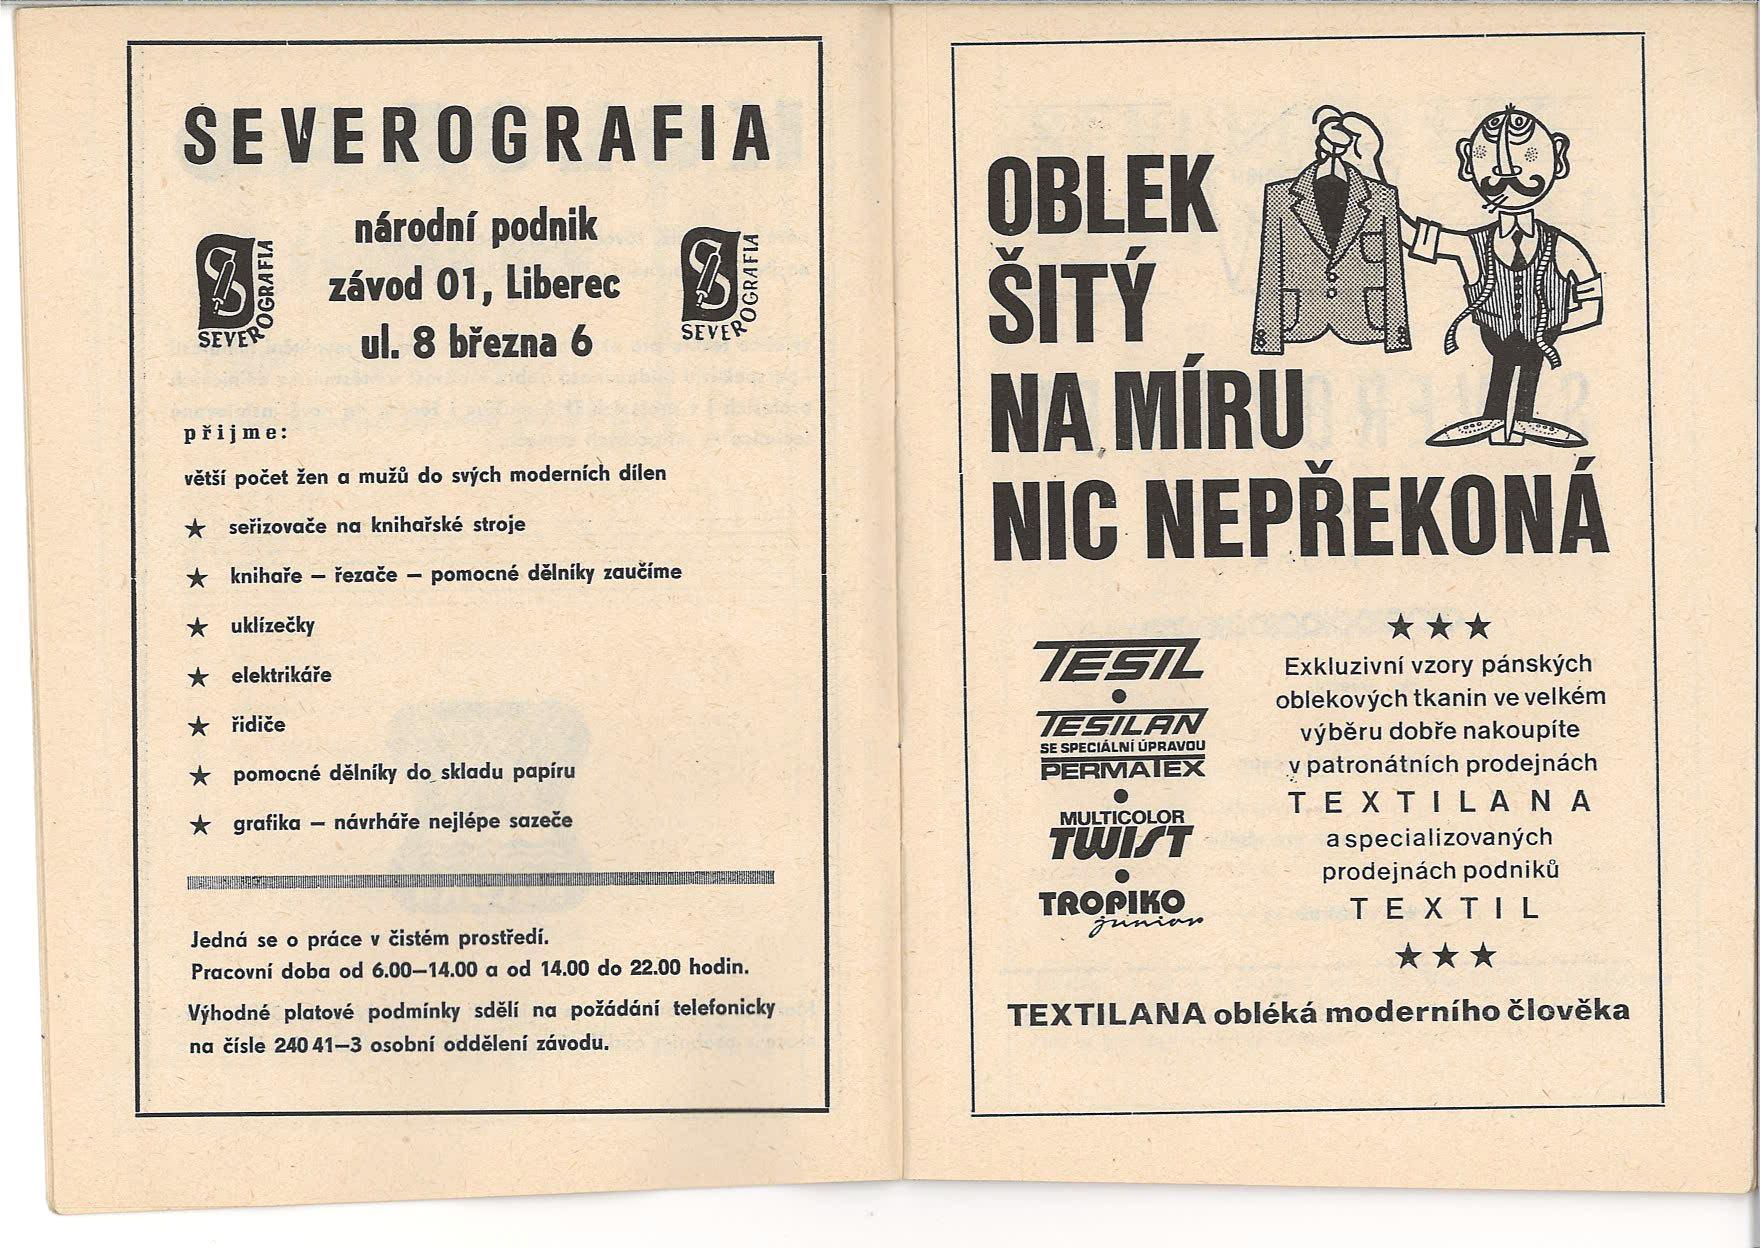 SEVEROGRAFIA
národní podnik
závod 01, Liberec
ul. 8 března 6
SEVEROGRAFIA
SEVEROGRAFIA
přijme:
větší počet žen a mužů do svých moderních dílen
★ seřizovače na knihařské stroje
★ knihaře – řezače – pomocné dělníky zaučíme
★ uklízečky
★ elektrikáře
★ řidiče
★ pomocné dělníky do skladu papíru
★ grafika – návrháře nejlépe sazeče
Jedná se o práce v čistém prostředí.
Pracovní doba od 6.00–14.00 a od 14.00 do 22.00 hodin.
Výhodné platové podmínky sdělí na požádání telefonicky
na čísle 240 41–3 osobní oddělení závodu.
OBLEK
ŠITÝ
NA MÍRU
NIC NEPŘEKONÁ
TESIL
TESILAN
SE SPECIÁLNÍ ÚPRAVOU
PERMATEX
MULTICOLOR
TWIST
TROPIKO
junior
★ ★ ★
Exkluzivní vzory pánských
oblekových tkanin ve velkém
výběru dobře nakoupíte
v patronátních prodejnách
TEXTILANA
a specializovaných
prodejnách podniků
TEXTIL
★ ★ ★
TEXTILANA obléká moderního člověka